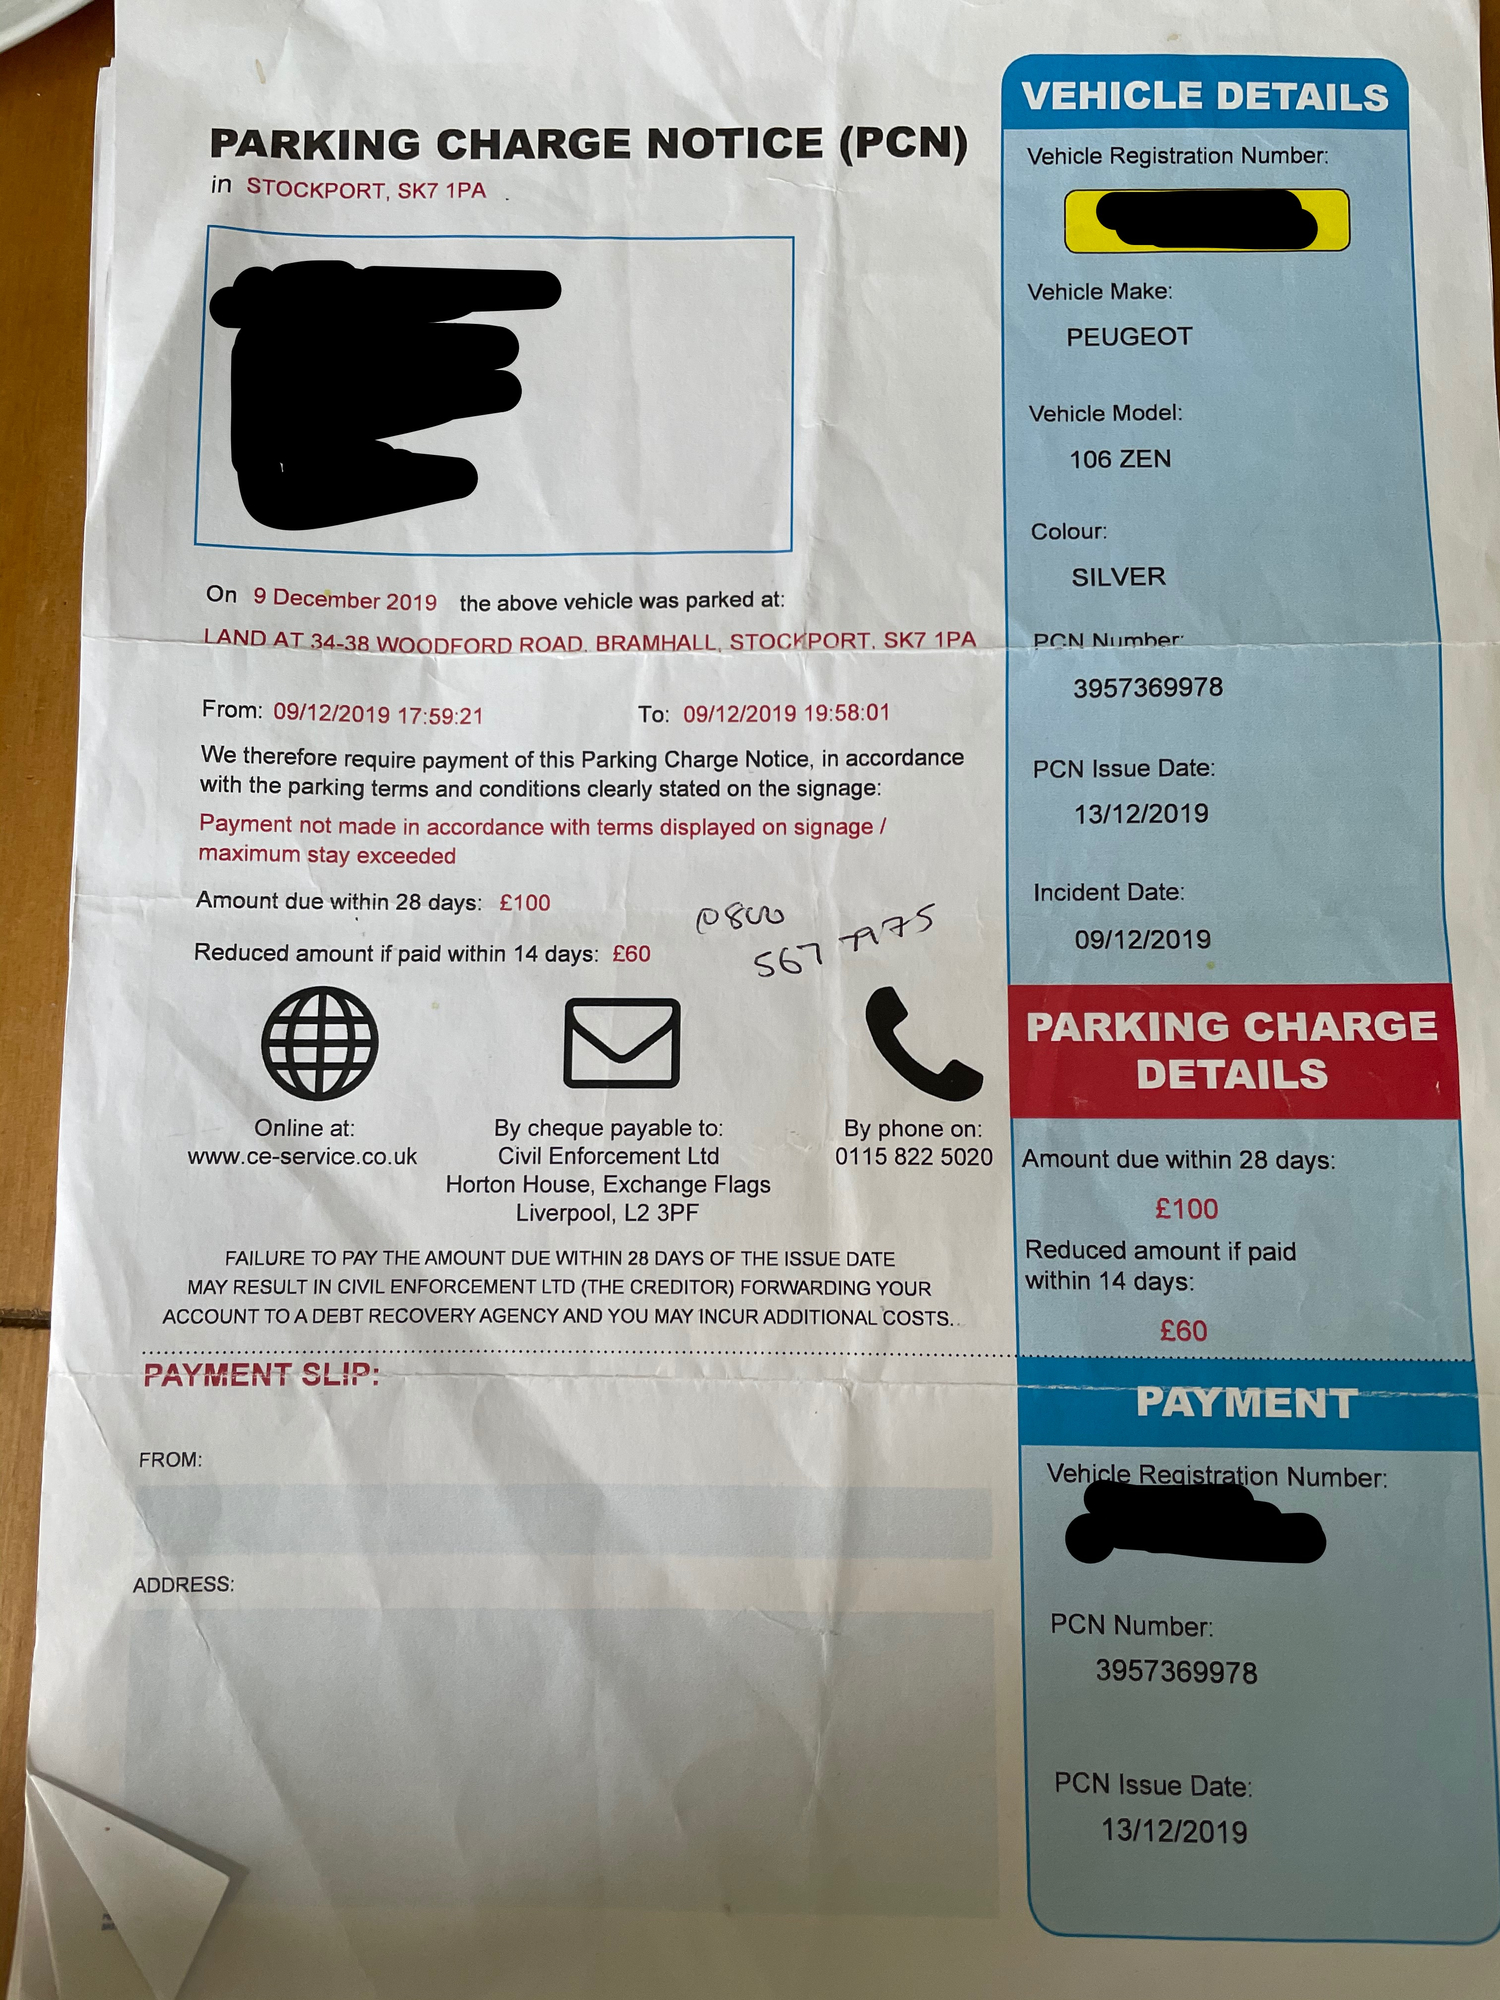 PARKING CHARGE NOTICE (PCN)
in STOCKPORT, SK7 1PA
On 9 December 2019 the above vehicle was parked at:
LAND AT 34-38 WOODFORD ROAD, BRAMHALL, STOCKPORT, SK7 1PA
From: 09/12/2019 17:59:21 To: 09/12/2019 19:58:01
We therefore require payment of this Parking Charge Notice, in accordance
with the parking terms and conditions clearly stated on the signage:
Payment not made in accordance with terms displayed on signage /
maximum stay exceeded
Amount due within 28 days: £100
Reduced amount if paid within 14 days: £60
0800
567
Online at:
www.ce-service.co.uk
By cheque payable to:
Civil Enforcement Ltd
Horton House, Exchange Flags
Liverpool, L2 3PF
By phone on:
0115 822 5020
FAILURE TO PAY THE AMOUNT DUE WITHIN 28 DAYS OF THE ISSUE DATE
MAY RESULT IN CIVIL ENFORCEMENT LTD (THE CREDITOR) FORWARDING YOUR
ACCOUNT TO A DEBT RECOVERY AGENCY AND YOU MAY INCUR ADDITIONAL COSTS.
PAYMENT SLIP:
FROM:
ADDRESS:
VEHICLE DETAILS
Vehicle Registration Number:
Vehicle Make:
PEUGEOT
Vehicle Model:
106 ZEN
Colour:
SILVER
PCN Number:
3957369978
PCN Issue Date:
13/12/2019
Incident Date:
09/12/2019
PARKING CHARGE
DETAILS
Amount due within 28 days:
£100
Reduced amount if paid
within 14 days:
£60
PAYMENT
Vehicle Registration Number:
PCN Number:
3957369978
PCN Issue Date:
13/12/2019